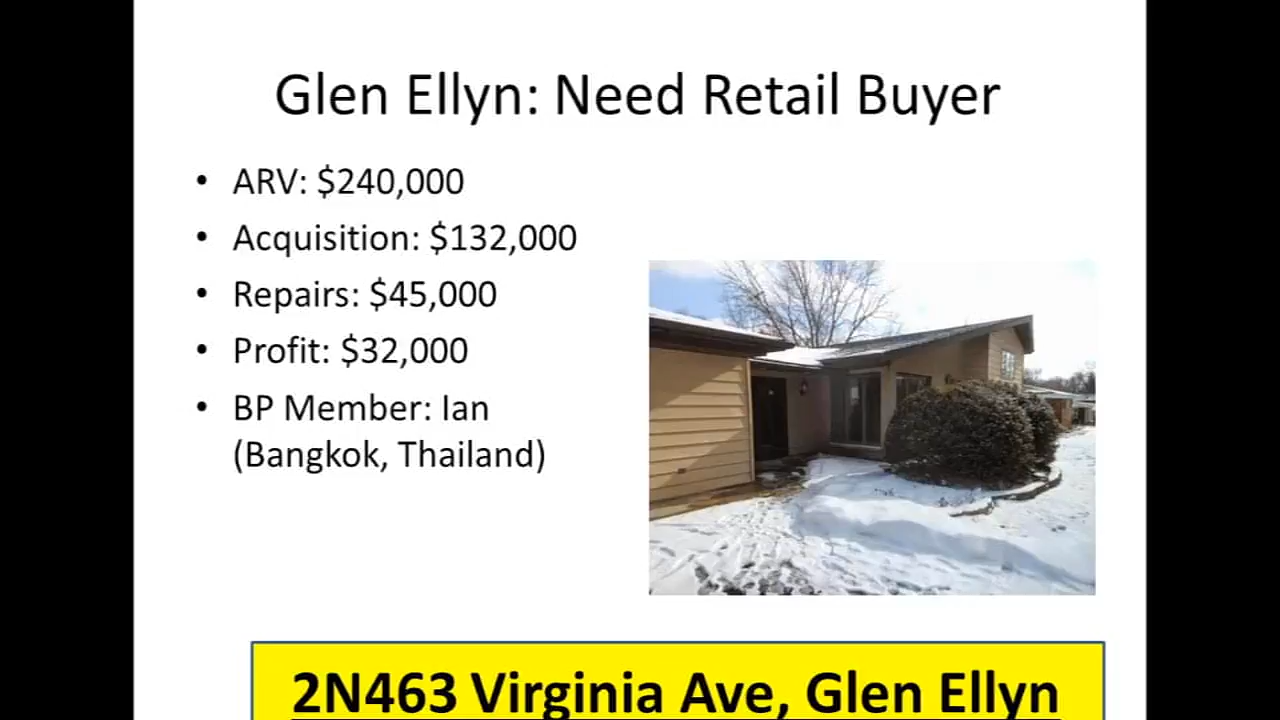 Glen Ellyn: Need Retail Buyer
• ARV: $240,000
• Acquisition: $132,000
• Repairs: $45,000
• Profit: $32,000
• BP Member: Ian
(Bangkok, Thailand)
2N463 Virginia Ave, Glen Ellyn